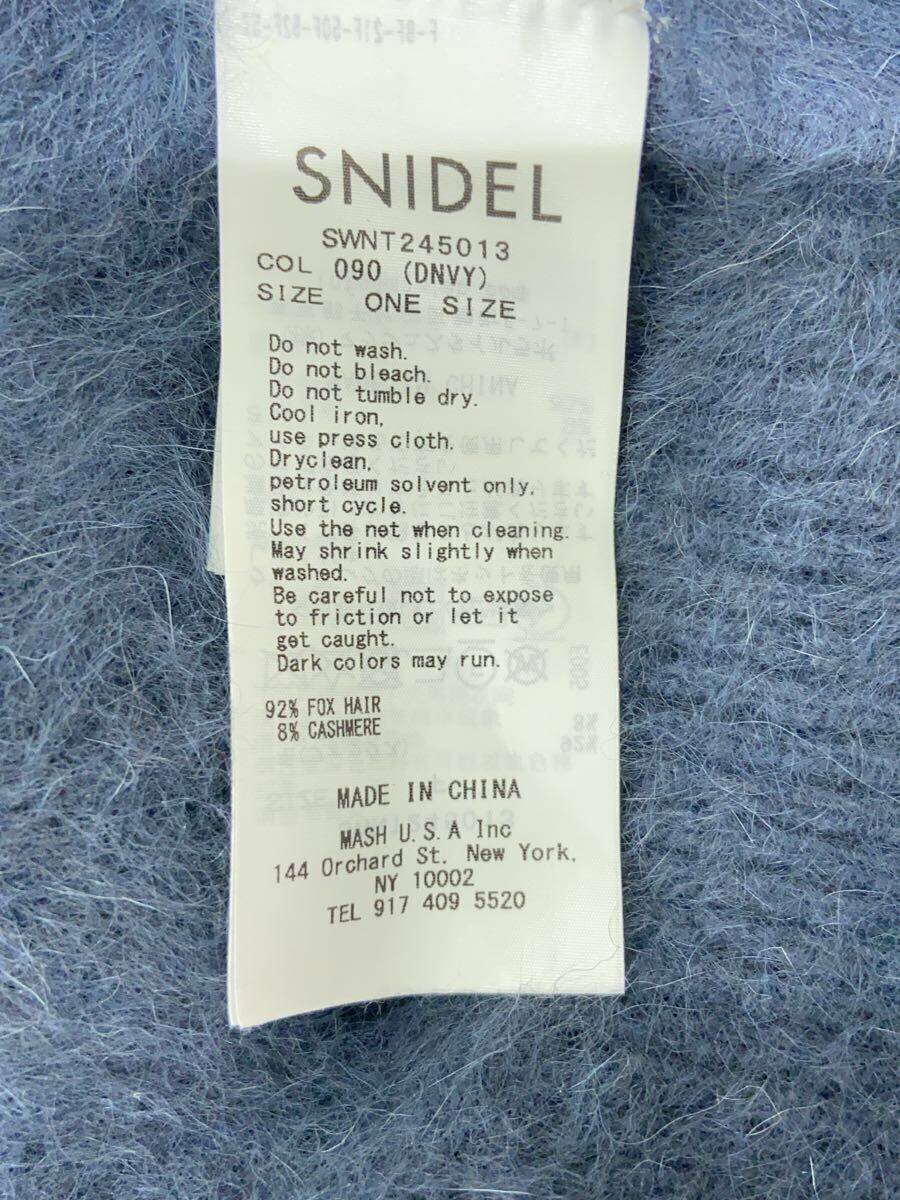 SNIDEL
SWNT245013
COL 090 (DNVY)
SIZE ONE SIZE
Do not wash.
Do not bleach.
Do not tumble dry.
Cool iron,
use press cloth.
Dryclean,
petroleum solvent only,
short cycle.
Use the net when cleaning.
May shrink slightly when
washed.
Be careful not to expose
to friction or let it
get caught.
Dark colors may run.
92% FOX HAIR
8% CASHMERE
MADE IN CHINA
MASH U.S.A Inc
144 Orchard St. New York,
NY 10002
TEL 917 409 5520